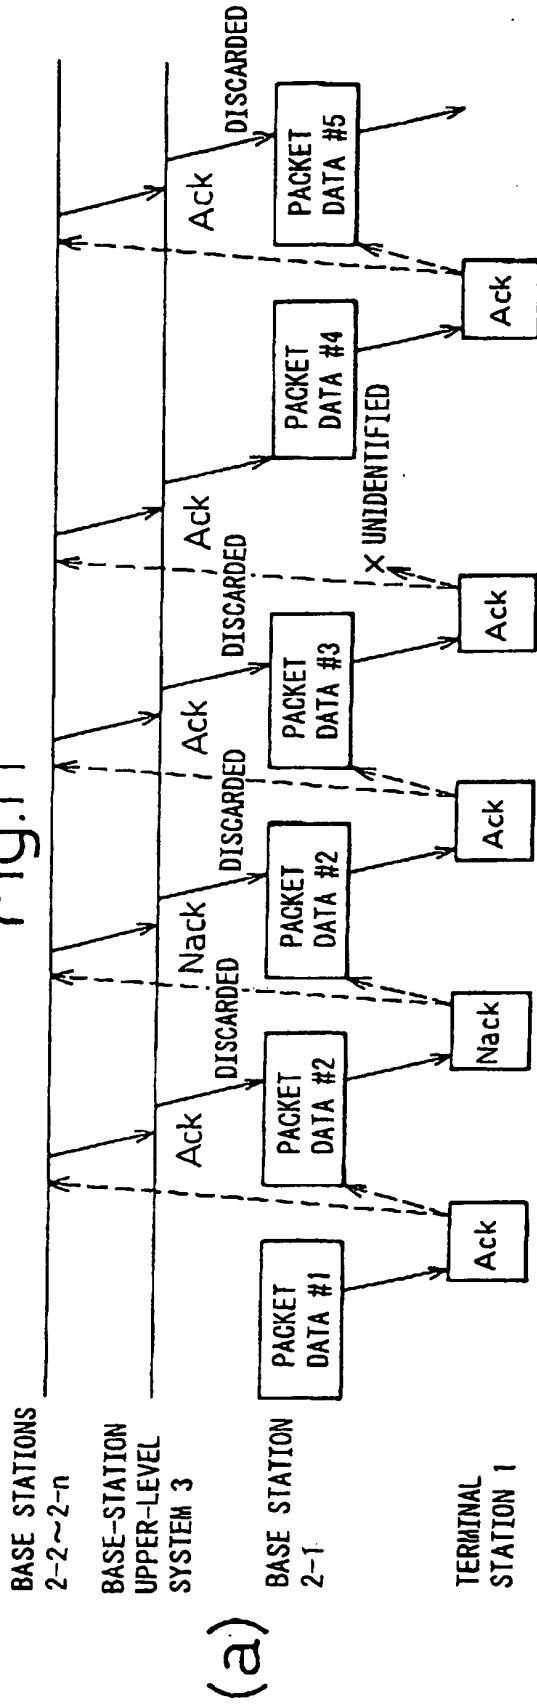 Fig.11
(a)
BASE STATIONS
2-2~2-n
BASE-STATION
UPPER-LEVEL
SYSTEM 3
BASE STATION
2-1
TERMINAL
STATION 1
Ack
DISCARDED
Nack
DISCARDED
Ack
DISCARDED
Ack
Ack
DISCARDED
PACKET
DATA #1
PACKET
DATA #2
PACKET
DATA #2
PACKET
DATA #3
PACKET
DATA #4
PACKET
DATA #5
× UNIDENTIFIED
Ack
Nack
Ack
Ack
Ack